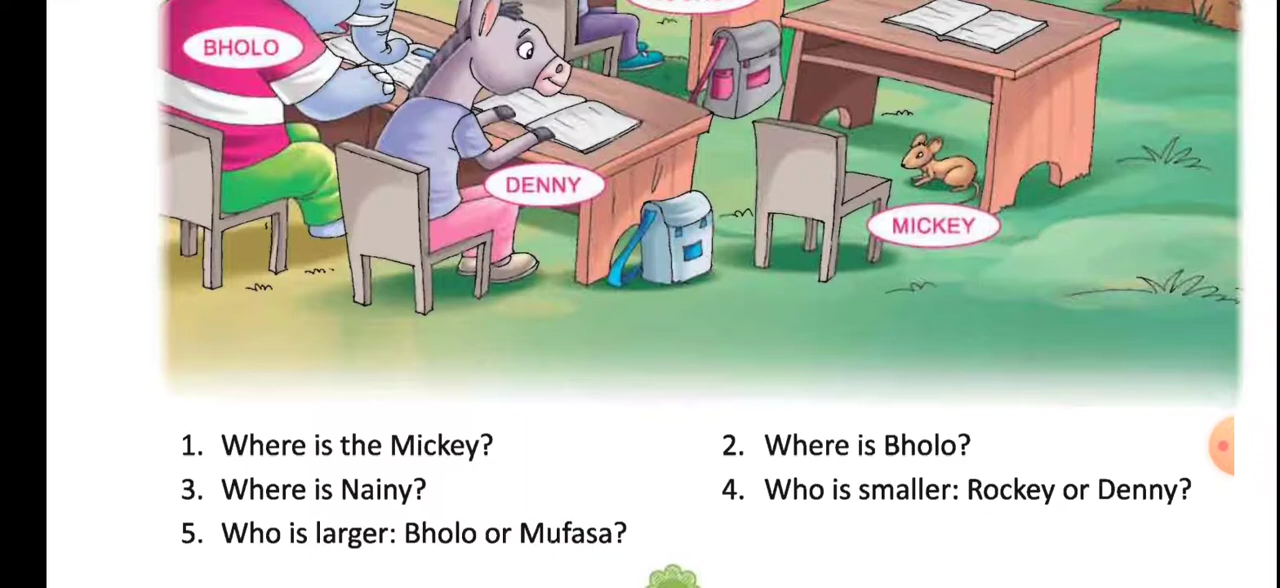 BHOLO
DENNY
MICKEY
1. Where is the Mickey?
2. Where is Bholo?
3. Where is Nainy?
4. Who is smaller: Rockey or Denny?
5. Who is larger: Bholo or Mufasa?